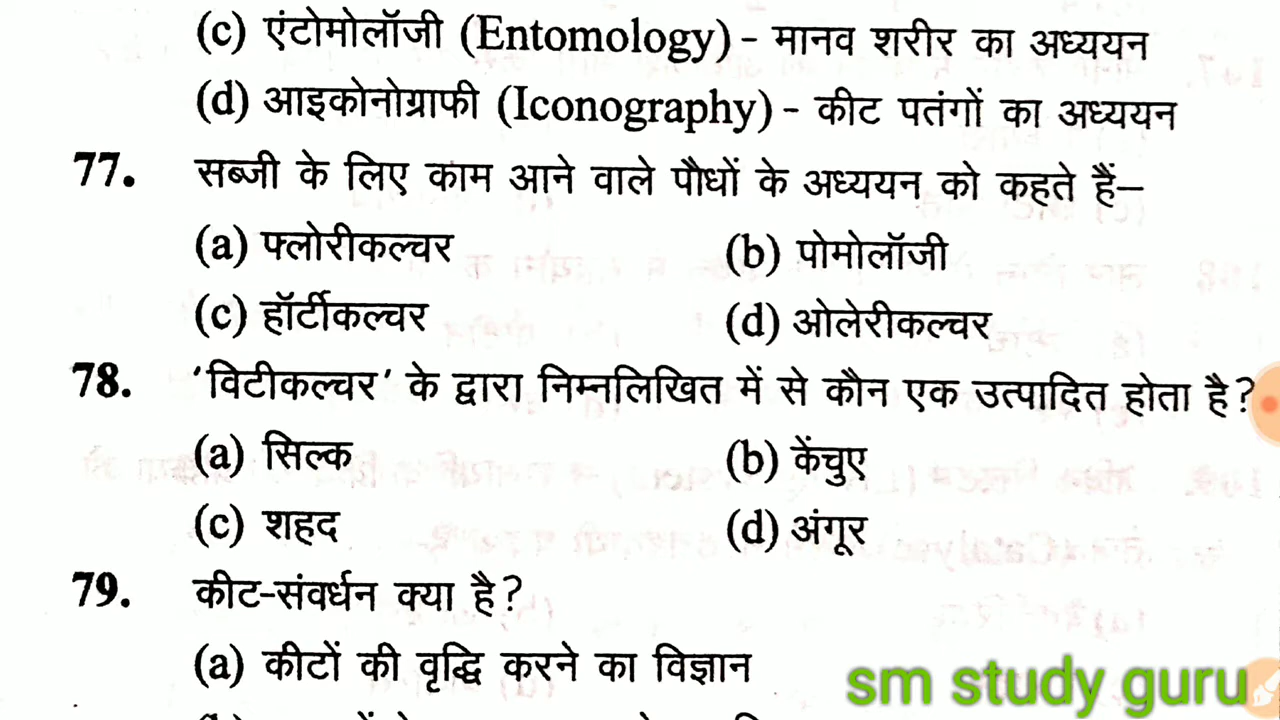 (c) एंटोमोलॉजी (Entomology) - मानव शरीर का अध्ययन
(d) आइकोनोग्राफी (Iconography) - कीट पतंगों का अध्ययन
77. सब्जी के लिए काम आने वाले पौधों के अध्ययन को कहते हैं–
(a) फ्लोरीकल्चर (b) पोमोलॉजी
(c) हॉर्टीकल्चर (d) ओलेरीकल्चर
78. 'विटीकल्चर' के द्वारा निम्नलिखित में से कौन एक उत्पादित होता है?
(a) सिल्क (b) केंचुए
(c) शहद (d) अंगूर
79. कीट-संवर्धन क्या है?
(a) कीटों की वृद्धि करने का विज्ञान
sm study guru